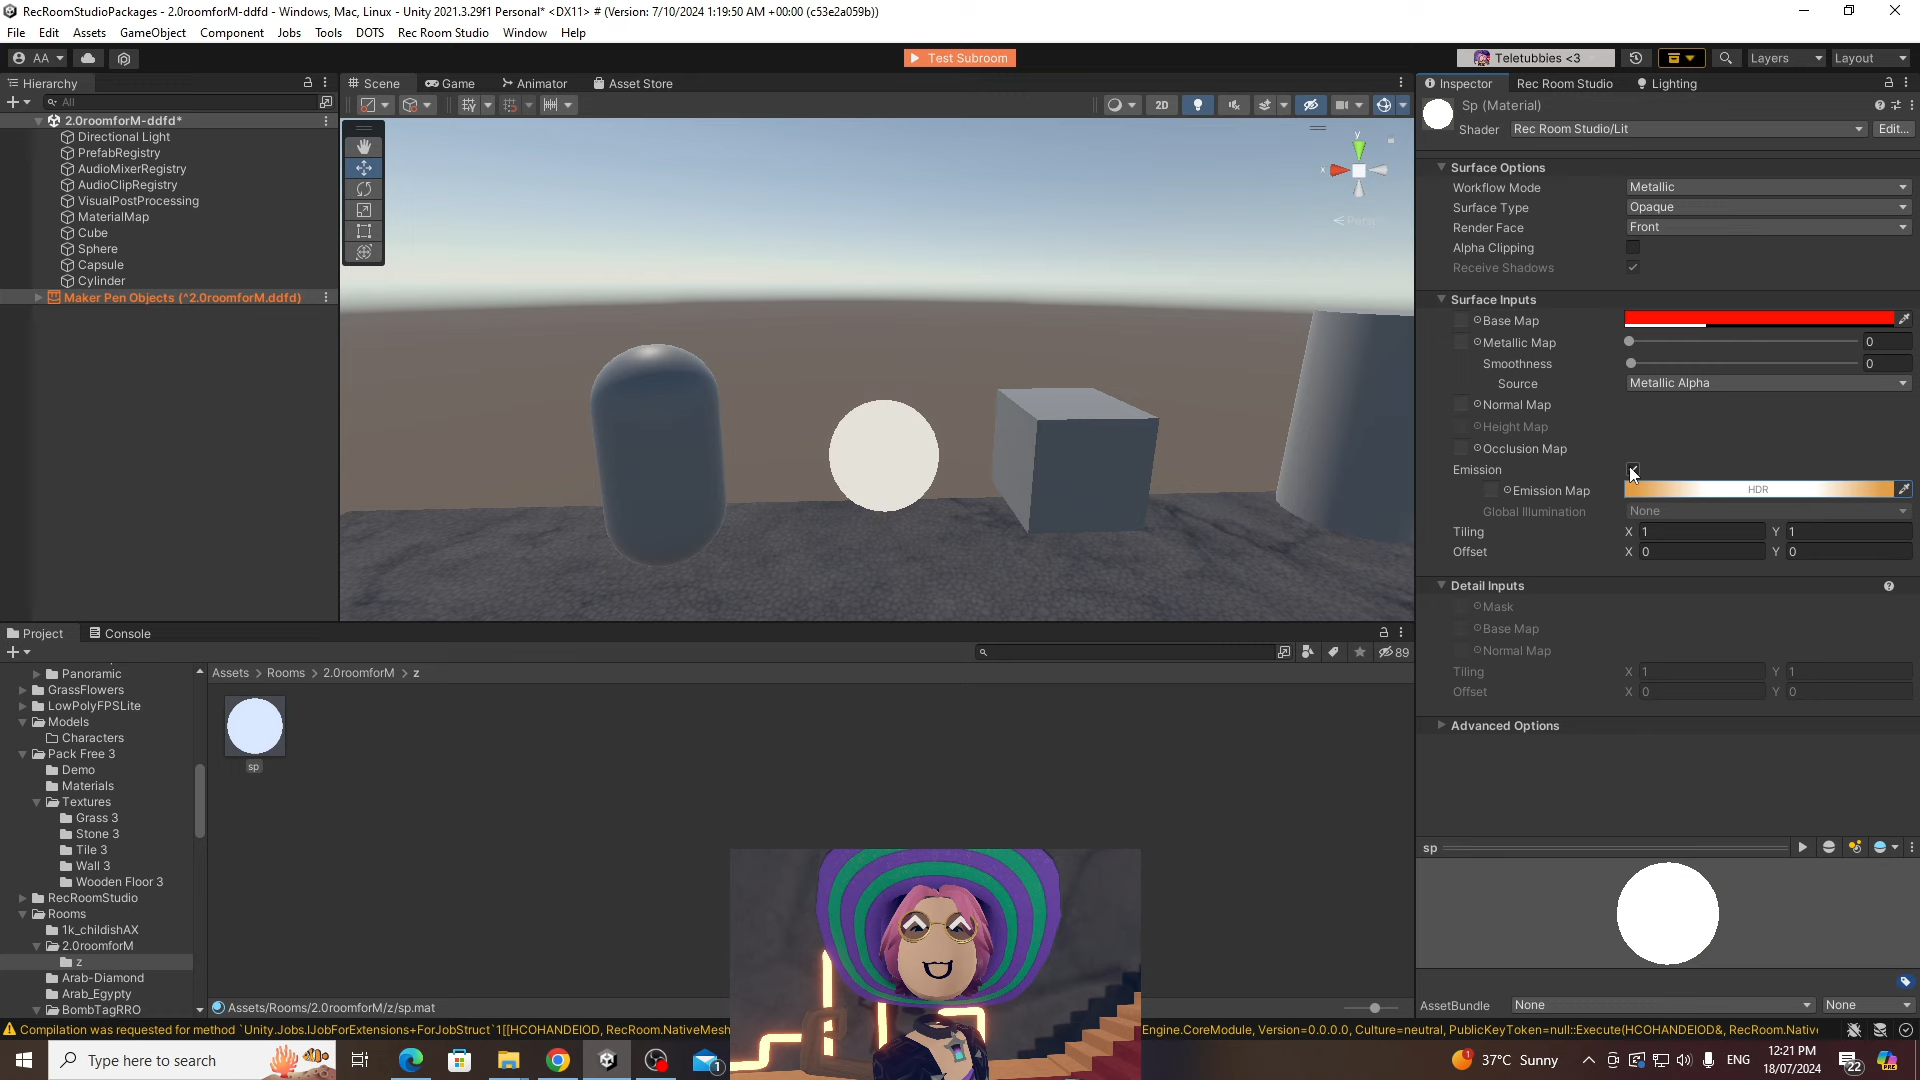 RecRoomStudioPackages - 2.0roomforM-ddfd - Windows, Mac, Linux - Unity 2021.3.29f1 Personal* <DX11> # (Version: 7/10/2024 1:19:50 AM +00:00 (c53e2a059b))
File Edit Assets GameObject Component Jobs Tools DOTS Rec Room Studio Window Help
AA Test Subroom Teletubbies <3 Layers Layout
Hierarchy Scene Game Animator Asset Store Inspector Rec Room Studio Lighting
All 2D
Sp (Material)
Shader Rec Room Studio/Lit Edit...
2.0roomforM-ddfd*
Directional Light
PrefabRegistry
AudioMixerRegistry
AudioClipRegistry
VisualPostProcessing
MaterialMap
Cube
Sphere
Capsule
Cylinder
Maker Pen Objects (^2.0roomforM.ddfd)
y
x
Persp
Surface Options
Workflow Mode Metallic
Surface Type Opaque
Render Face Front
Alpha Clipping
Receive Shadows
Surface Inputs
Base Map
Metallic Map 0
Smoothness 0
Source Metallic Alpha
Normal Map
Height Map
Occlusion Map
Emission
Emission Map HDR
Global Illumination None
Tiling X 1 Y 1
Offset X 0 Y 0
Detail Inputs
Mask
Base Map
Normal Map
Tiling X 1 Y 1
Offset X 0 Y 0
Advanced Options
Project Console
89
Panoramic
GrassFlowers
LowPolyFPSLite
Models
Characters
Pack Free 3
Demo
Materials
Textures
Grass 3
Stone 3
Tile 3
Wall 3
Wooden Floor 3
RecRoomStudio
Rooms
1k_childishAX
2.0roomforM
z
Arab-Diamond
Arab_Egypty
BombTagRRO
Assets > Rooms > 2.0roomforM > z
sp
Assets/Rooms/2.0roomforM/z/sp.mat
sp
AssetBundle None None
Compilation was requested for method `Unity.Jobs.IJobForExtensions+ForJobStruct`1[[HCOHANDEIOD, RecRoom.NativeMesh
Engine.CoreModule, Version=0.0.0.0, Culture=neutral, PublicKeyToken=null::Execute(HCOHANDEIOD&, RecRoom.Native
Type here to search
1
37°C Sunny
ENG
12:21 PM
18/07/2024
22